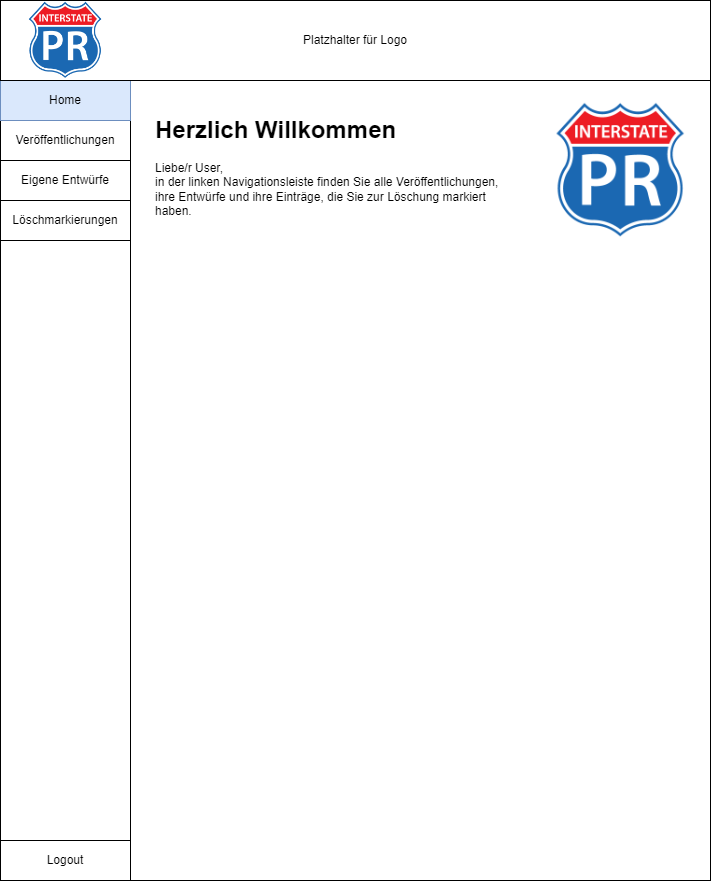 INTERSTATE
PR
Platzhalter für Logo
Home
Veröffentlichungen
Eigene Entwürfe
Löschmarkierungen
Logout
Herzlich Willkommen
Liebe/r User,
in der linken Navigationsleiste finden Sie alle Veröffentlichungen,
ihre Entwürfe und ihre Einträge, die Sie zur Löschung markiert
haben.
INTERSTATE
PR